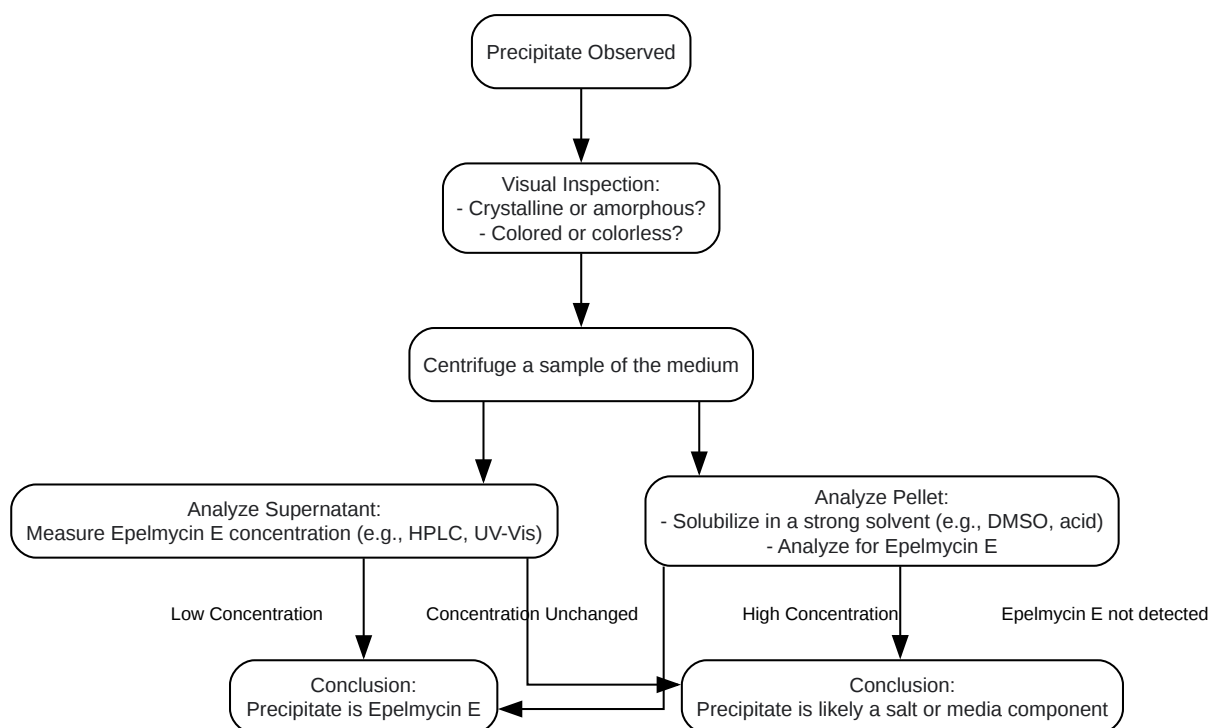 Precipitate Observed
Visual Inspection:
- Crystalline or amorphous?
- Colored or colorless?
Centrifuge a sample of the medium
Analyze Supernatant:
Measure Epelmycin E concentration (e.g., HPLC, UV-Vis)
Analyze Pellet:
- Solubilize in a strong solvent (e.g., DMSO, acid)
- Analyze for Epelmycin E
Low Concentration
Concentration Unchanged
High Concentration
Epelmycin E not detected
Conclusion:
Precipitate is Epelmycin E
Conclusion:
Precipitate is likely a salt or media component